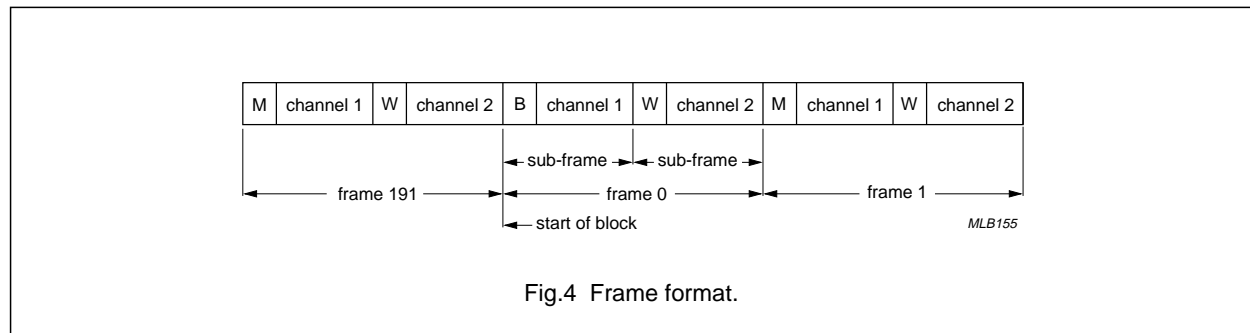 M channel 1 W channel 2 B channel 1 W channel 2 M channel 1 W channel 2
sub-frame sub-frame
frame 191 frame 0 frame 1
start of block
MLB155
Fig.4 Frame format.